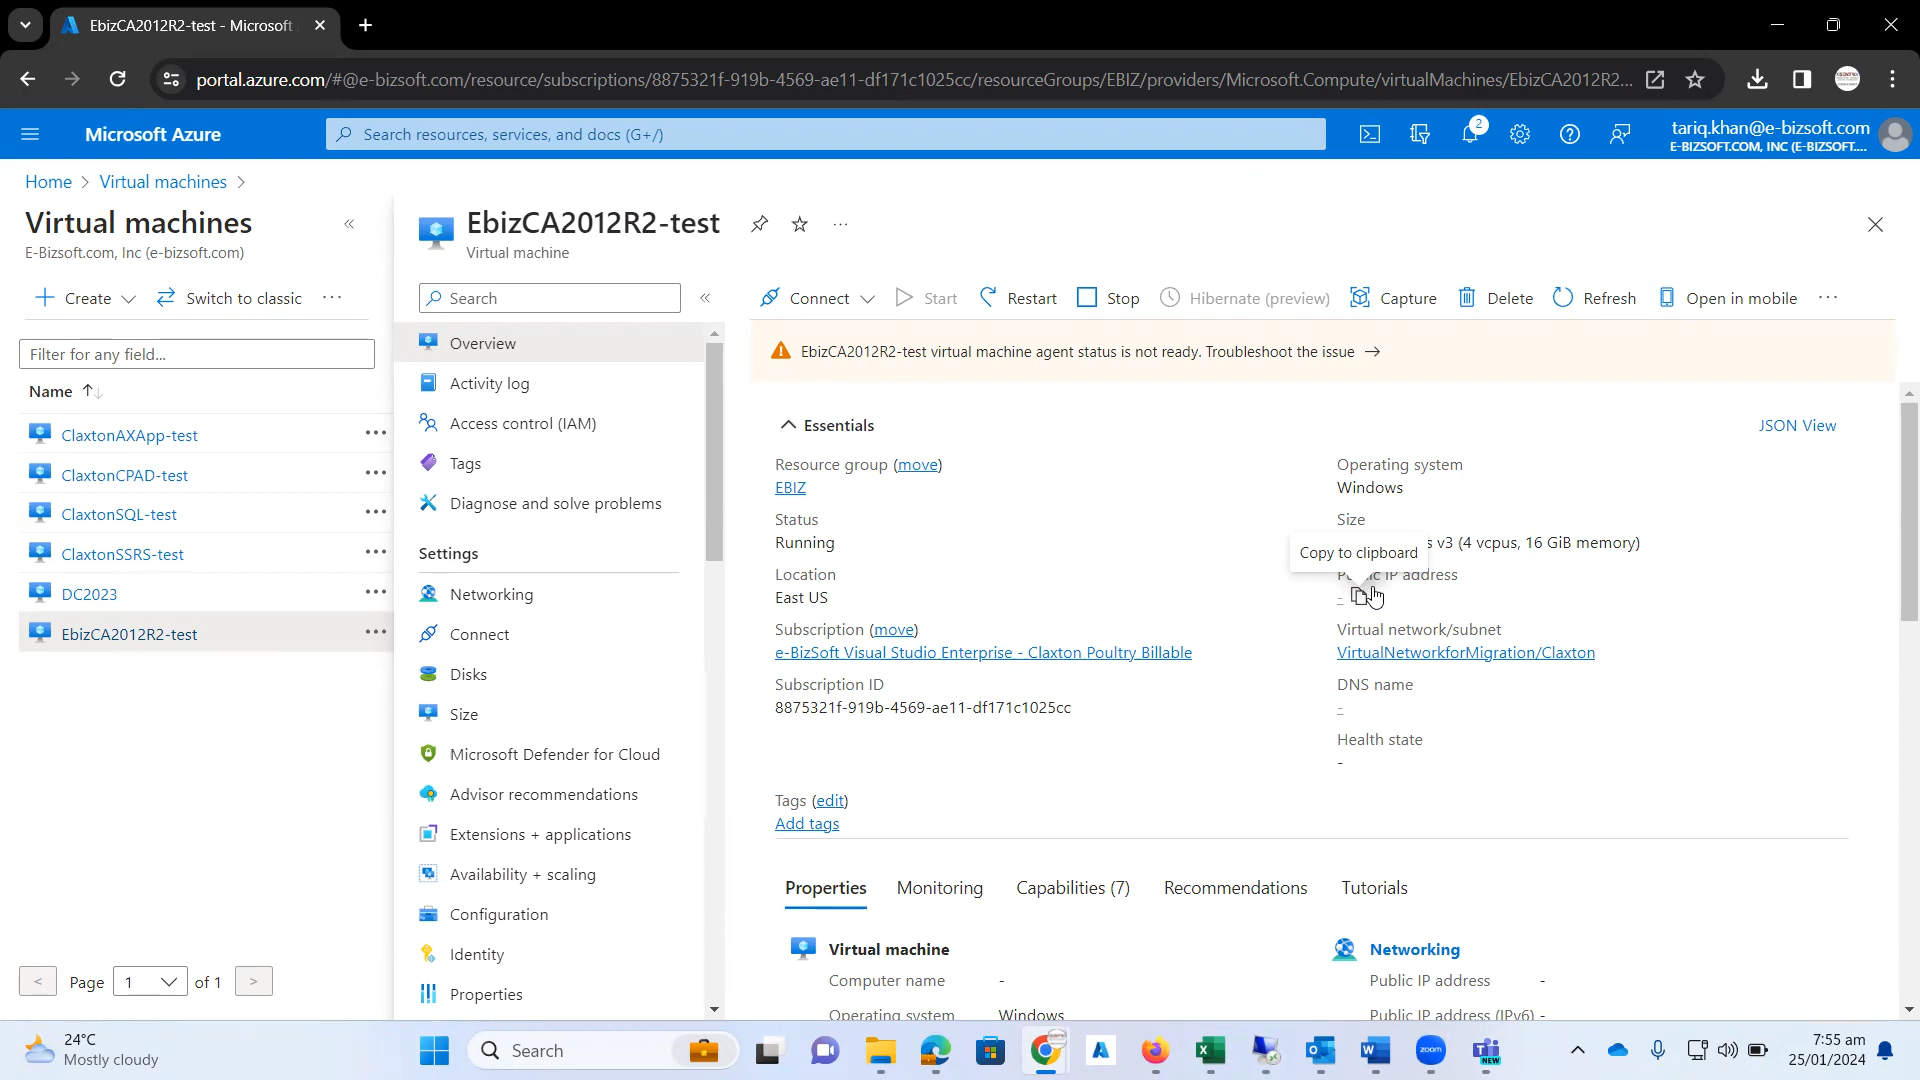 EbizCA2012R2-test - Microsoft
portal.azure.com/#@e-bizsoft.com/resource/subscriptions/8875321f-919b-4569-ae11-df171c1025cc/resourceGroups/EBIZ/providers/Microsoft.Compute/virtualMachines/EbizCA2012R2...
Microsoft Azure
Search resources, services, and docs (G+/)
2
tariq.khan@e-bizsoft.com
E-BIZSOFT.COM, INC (E-BIZSOFT....
Home > Virtual machines >
Virtual machines
E-Bizsoft.com, Inc (e-bizsoft.com)
Create
Switch to classic
Filter for any field...
Name
ClaxtonAXApp-test
ClaxtonCPAD-test
ClaxtonSQL-test
ClaxtonSSRS-test
DC2023
EbizCA2012R2-test
< Page 1 of 1 >
EbizCA2012R2-test
Virtual machine
Search
Overview
Activity log
Access control (IAM)
Tags
Diagnose and solve problems
Settings
Networking
Connect
Disks
Size
Microsoft Defender for Cloud
Advisor recommendations
Extensions + applications
Availability + scaling
Configuration
Identity
Properties
Connect
Start
Restart
Stop
Hibernate (preview)
Capture
Delete
Refresh
Open in mobile
EbizCA2012R2-test virtual machine agent status is not ready. Troubleshoot the issue →
Essentials
JSON View
Resource group (move)
EBIZ
Status
Running
Location
East US
Subscription (move)
e-BizSoft Visual Studio Enterprise - Claxton Poultry Billable
Subscription ID
8875321f-919b-4569-ae11-df171c1025cc
Operating system
Windows
Size
s v3 (4 vcpus, 16 GiB memory)
Copy to clipboard
Public IP address
-
Virtual network/subnet
VirtualNetworkforMigration/Claxton
DNS name
-
Health state
-
Tags (edit)
Add tags
Properties
Monitoring
Capabilities (7)
Recommendations
Tutorials
Virtual machine
Computer name -
Operating system Windows
Networking
Public IP address -
Public IP address (IPv6) -
24°C
Mostly cloudy
Search
zoom
NEW
7:55 am
25/01/2024